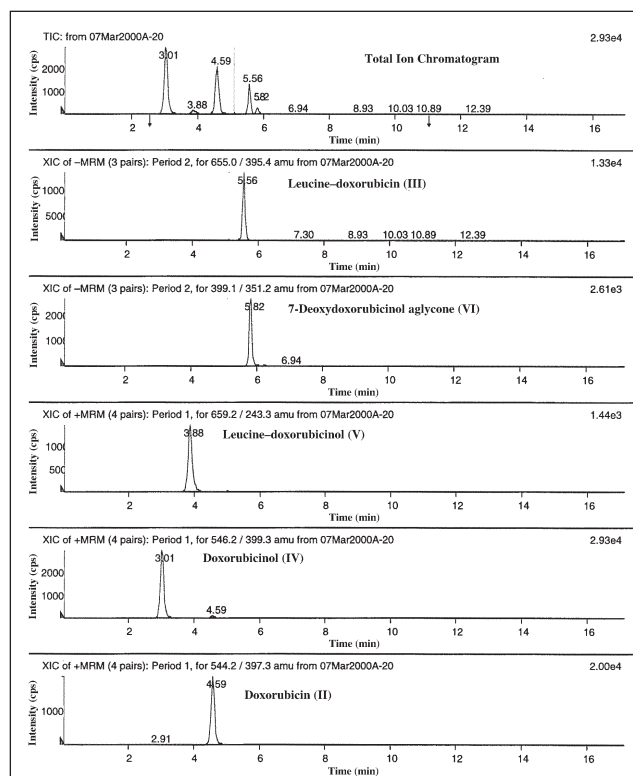 TIC: from 07Mar2000A-20 2.93e4
Total Ion Chromatogram
Intensity (cps)
2000
1000
3.01
3.88
4.59
5.56
5.82
6.94
8.93
10.03
10.89
12.39
2 4 6 8 10 12 14 16
Time (min)
XIC of –MRM (3 pairs): Period 2, for 655.0 / 395.4 amu from 07Mar2000A-20 1.33e4
Leucine–doxorubicin (III)
Intensity (cps)
1000
5000
5.56
7.30
8.93
10.03
10.89
12.39
2 4 6 8 10 12 14 16
Time (min)
XIC of –MRM (3 pairs): Period 2, for 399.1 / 351.2 amu from 07Mar2000A-20 2.61e3
7-Deoxydoxorubicinol aglycone (VI)
Intensity (cps)
2000
1000
5.82
6.94
2 4 6 8 10 12 14 16
Time (min)
XIC of +MRM (4 pairs): Period 1, for 659.2 / 243.3 amu from 07Mar2000A-20 1.44e3
Leucine–doxorubicinol (V)
Intensity (cps)
1000
500
3.88
2 4 6 8 10 12 14 16
Time (min)
XIC of +MRM (4 pairs): Period 1, for 546.2 / 399.3 amu from 07Mar2000A-20 2.93e4
Doxorubicinol (IV)
Intensity (cps)
2000
1000
3.01
4.59
2 4 6 8 10 12 14 16
Time (min)
XIC of +MRM (4 pairs): Period 1, for 544.2 / 397.3 amu from 07Mar2000A-20 2.00e4
Doxorubicin (II)
Intensity (cps)
1000
2.91
4.59
2 4 6 8 10 12 14 16
Time (min)